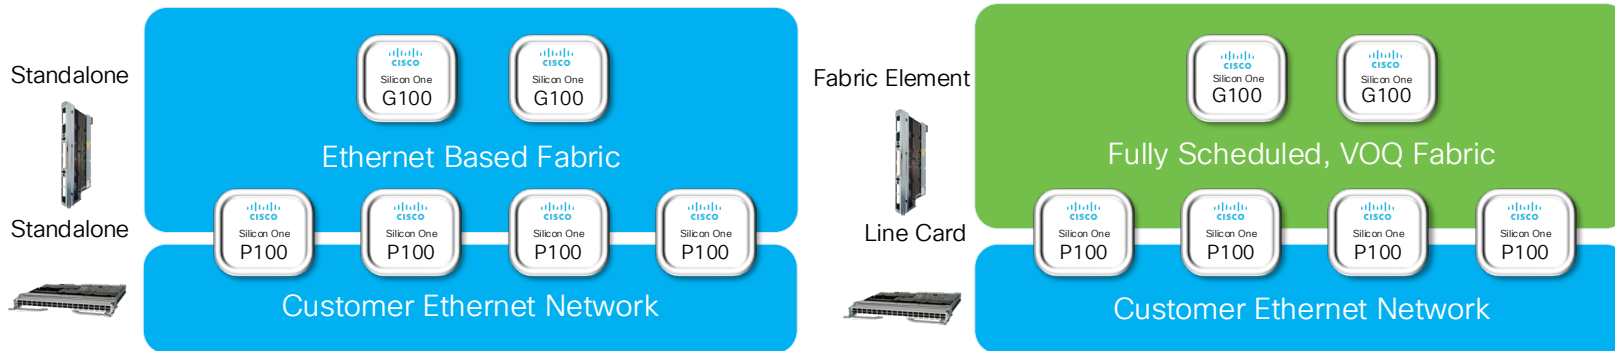 Standalone
Standalone
CISCO
Silicon One
G100
CISCO
Silicon One
G100
Ethernet Based Fabric
CISCO
Silicon One
P100
CISCO
Silicon One
P100
CISCO
Silicon One
P100
CISCO
Silicon One
P100
Customer Ethernet Network
Fabric Element
Line Card
CISCO
Silicon One
G100
CISCO
Silicon One
G100
Fully Scheduled, VOQ Fabric
CISCO
Silicon One
P100
CISCO
Silicon One
P100
CISCO
Silicon One
P100
CISCO
Silicon One
P100
Customer Ethernet Network